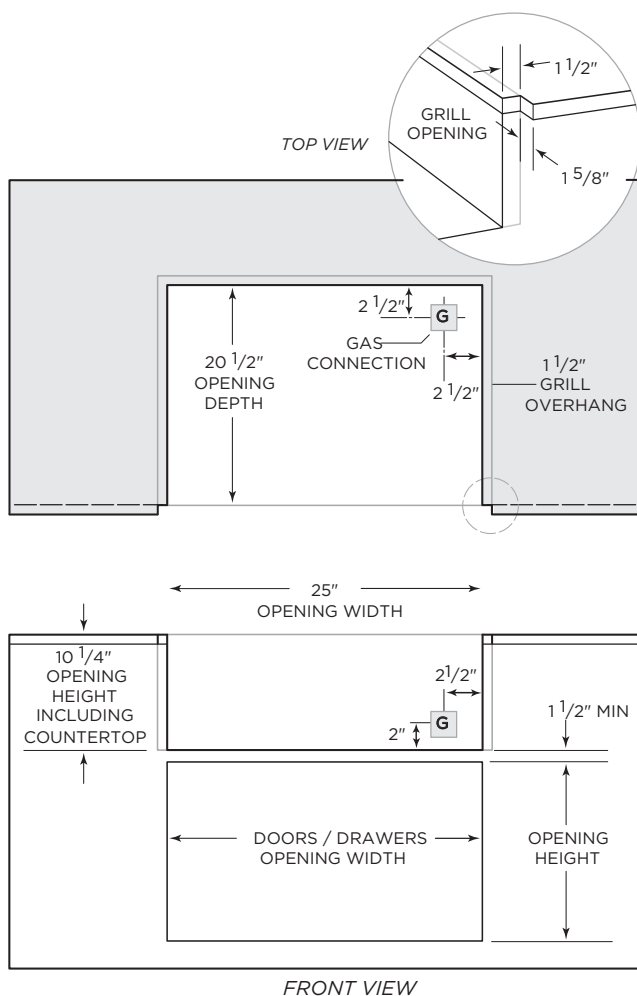 1 1/2"
GRILL
OPENING
TOP VIEW
1 5/8"
2 1/2"
G
GAS
CONNECTION
20 1/2"
OPENING
DEPTH
2 1/2"
1 1/2"
GRILL
OVERHANG
25"
OPENING WIDTH
10 1/4"
OPENING
HEIGHT
INCLUDING
COUNTERTOP
2 1/2"
1 1/2" MIN
G
2"
DOORS / DRAWERS
OPENING WIDTH
OPENING
HEIGHT
FRONT VIEW